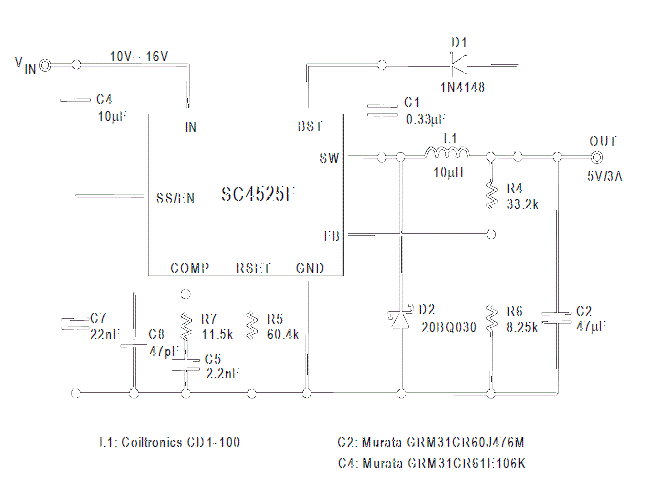 D1
V IN
10V - 16V
1N4148
C4
10µF
C1
0.33µF
IN
BST
L1
OUT
SW
10µH
5V/3A
SS/EN
SC4525F
R4
33.2k
FB
COMP
RSET
GND
C7
22nF
C8
47pF
R7
11.5k
R5
60.4k
C5
2.2nF
D2
20BQ030
R6
8.25k
C2
47µF
L1: Coiltronics CD1-100
C2: Murata GRM31CR60J476M
C4: Murata GRM31CR61E106K